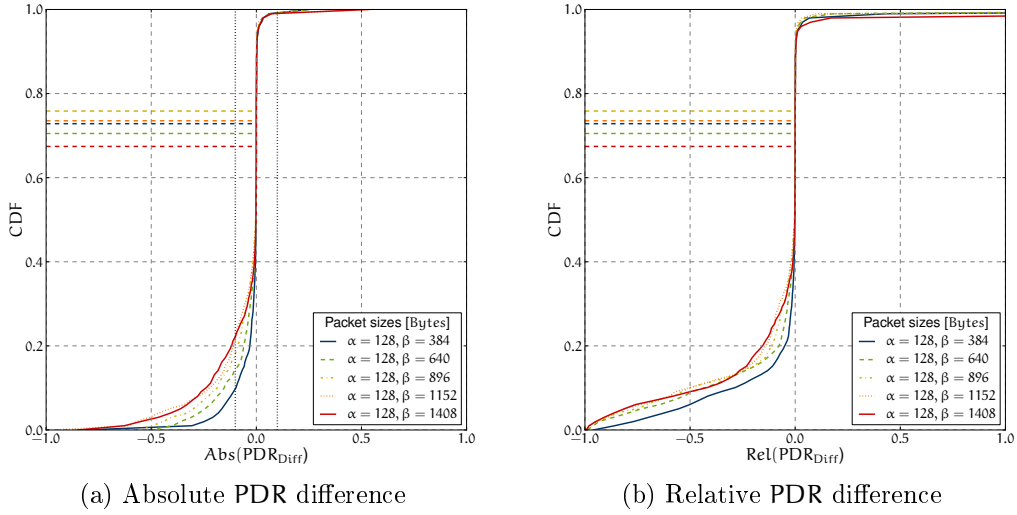 1.0
0.8
0.6
0.4
0.2
0.0
CDF
−1.0
−0.5
0.0
0.5
1.0
Abs(PDR_Diff)
Packet sizes [Bytes]
α = 128, β = 384
α = 128, β = 640
α = 128, β = 896
α = 128, β = 1152
α = 128, β = 1408
(a) Absolute PDR difference
1.0
0.8
0.6
0.4
0.2
0.0
CDF
−1.0
−0.5
0.0
0.5
1.0
Rel(PDR_Diff)
Packet sizes [Bytes]
α = 128, β = 384
α = 128, β = 640
α = 128, β = 896
α = 128, β = 1152
α = 128, β = 1408
(b) Relative PDR difference